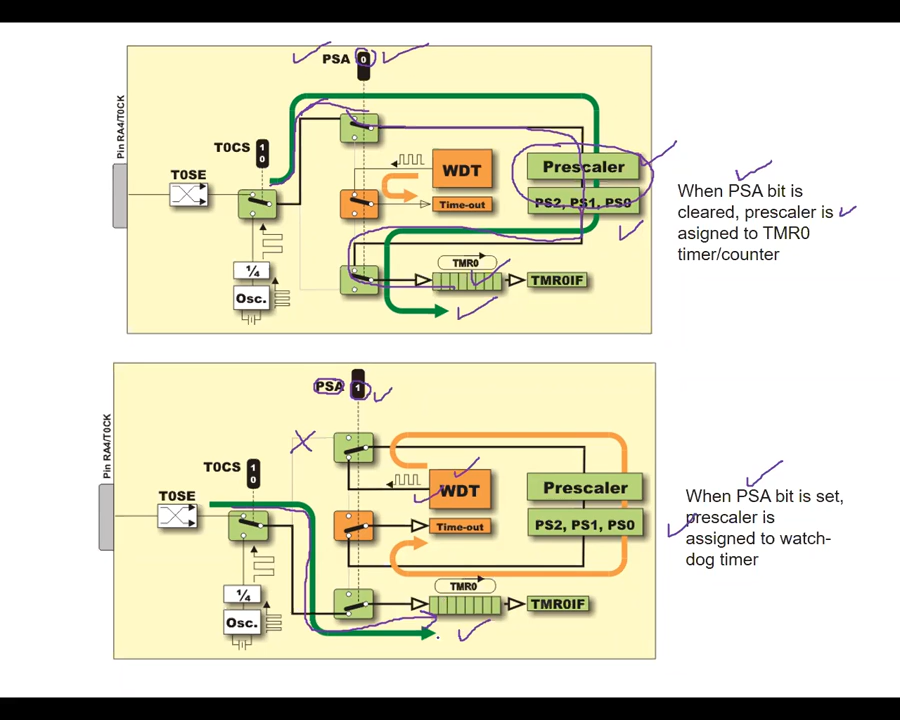 PSA 0
Pin RA4/T0CK
T0CS 1
0
T0SE
WDT
Prescaler
PS2, PS1, PS0
Time-out
TMR0
TMR0IF
1/4
Osc.
When PSA bit is
cleared, prescaler is
asigned to TMR0
timer/counter
PSA 1
Pin RA4/T0CK
T0CS 1
0
T0SE
WDT
Prescaler
PS2, PS1, PS0
Time-out
TMR0
TMR0IF
1/4
Osc.
When PSA bit is set,
prescaler is
assigned to watch-
dog timer